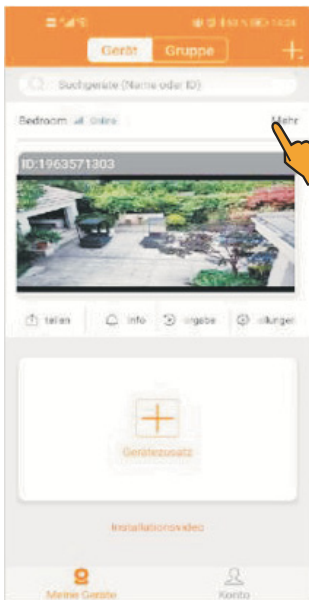 Gerät Gruppe
Suchgeräte (Name oder ID)
Bedroom Online Mehr
ID:1963571303
teilen Info
Gerätezusatz
Installationsvideo
Meine Geräte Konto